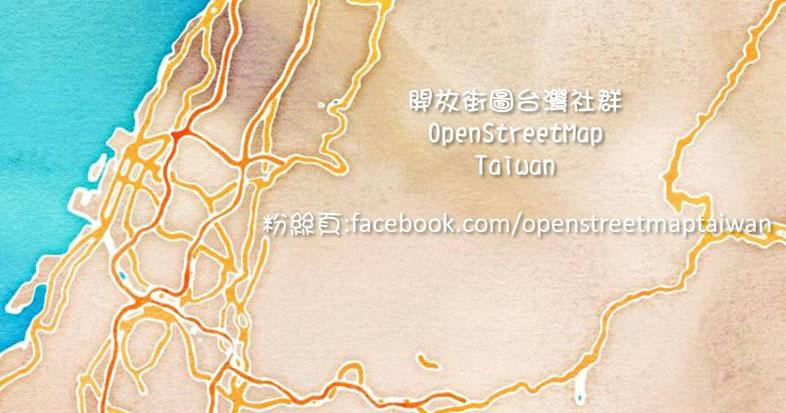 開放街圖台灣社群
OpenStreetMap
Taiwan
粉絲頁:facebook.com/openstreetmaptaiwan